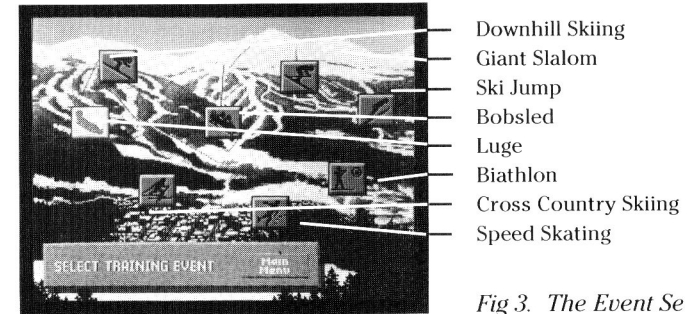 Downhill Skiing
Giant Slalom
Ski Jump
Bobsled
Luge
Biathlon
Cross Country Skiing
Speed Skating
SELECT TRAINING EVENT
Main
Menu
Fig 3. The Event Se